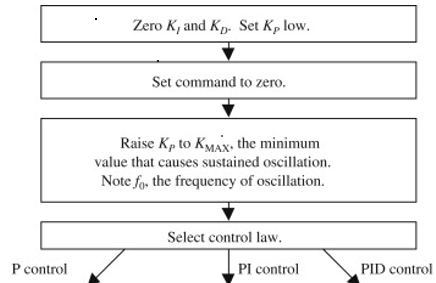 Zero K_I and K_D. Set K_P low.
Set command to zero.
Raise K_P to K_MAX, the minimum
value that causes sustained oscillation.
Note f_0, the frequency of oscillation.
Select control law.
P control PI control PID control